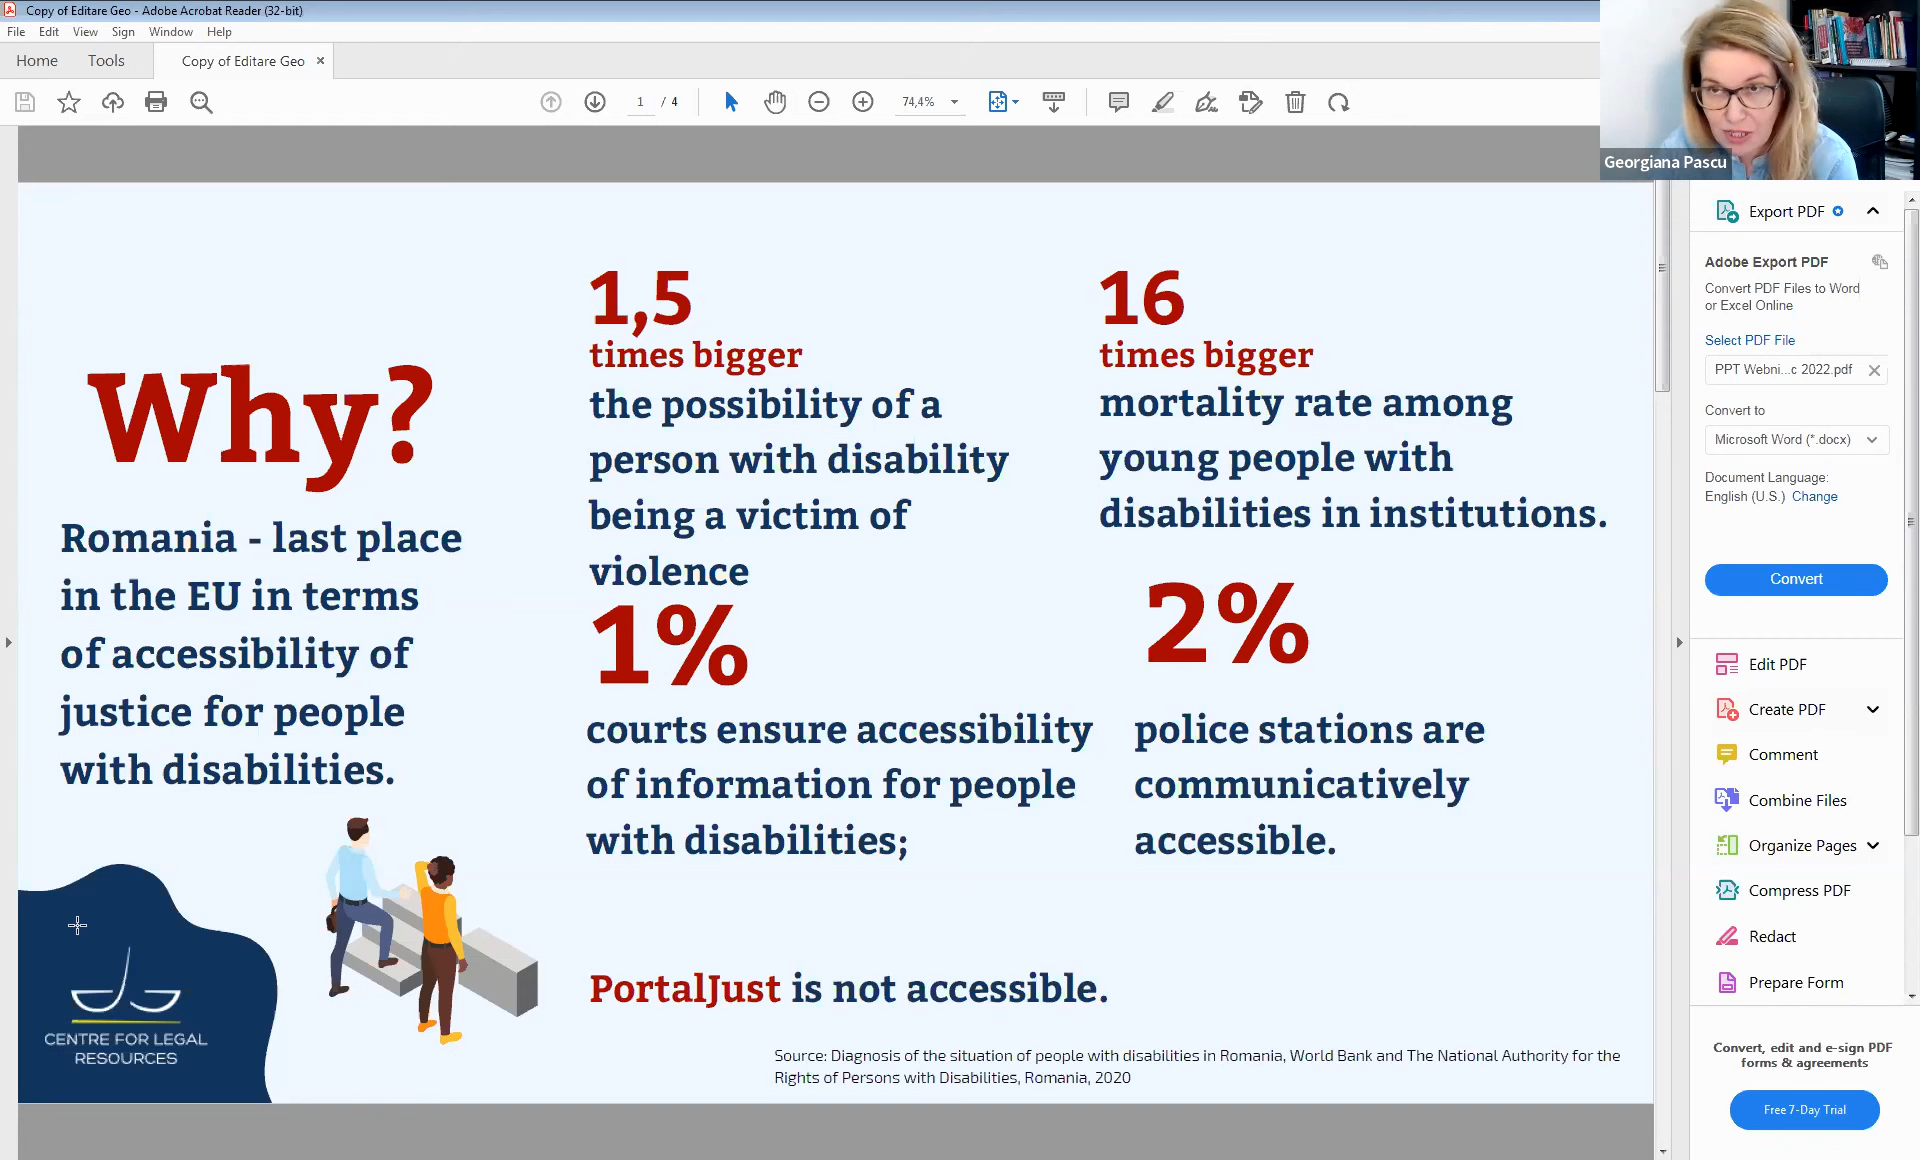 Copy of Editare Geo - Adobe Acrobat Reader (32-bit)
File Edit View Sign Window Help
Home Tools Copy of Editare Geo ×
1 / 4 74,4%
Georgiana Pascu
Why?
Romania - last place
in the EU in terms
of accessibility of
justice for people
with disabilities.
CENTRE FOR LEGAL
RESOURCES
1,5
times bigger
the possibility of a
person with disability
being a victim of
violence
16
times bigger
mortality rate among
young people with
disabilities in institutions.
1%
courts ensure accessibility
of information for people
with disabilities;
2%
police stations are
communicatively
accessible.
PortalJust is not accessible.
Source: Diagnosis of the situation of people with disabilities in Romania, World Bank and The National Authority for the
Rights of Persons with Disabilities, Romania, 2020
Export PDF
Adobe Export PDF
Convert PDF Files to Word
or Excel Online
Select PDF File
PPT Webni...c 2022.pdf
Convert to
Microsoft Word (*.docx)
Document Language:
English (U.S.) Change
Convert
Edit PDF
Create PDF
Comment
Combine Files
Organize Pages
Compress PDF
Redact
Prepare Form
Convert, edit and e-sign PDF
forms & agreements
Free 7-Day Trial